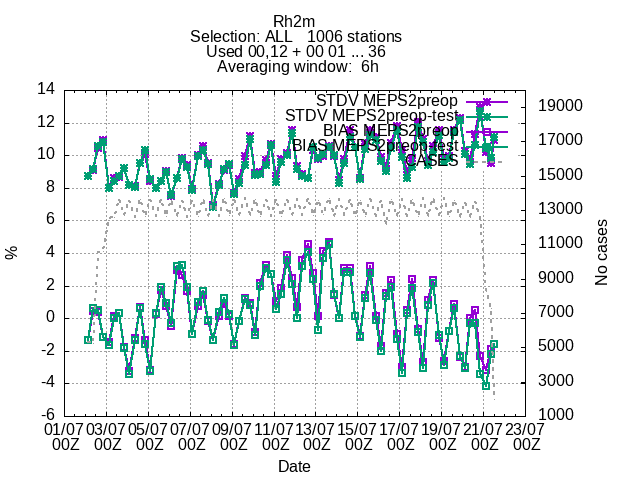 Rh2m
Selection: ALL   1006 stations
Used 00,12 + 00 01 ... 36
Averaging window:  6h
STDV MEPS2preop
STDV MEPS2preop-test
BIAS MEPS2preop
BIAS MEPS2preop-test
CASES
14
12
10
8
6
4
2
0
-2
-4
-6
%
19000
17000
15000
13000
11000
9000
7000
5000
3000
1000
No cases
01/07 03/07 05/07 07/07 09/07 11/07 13/07 15/07 17/07 19/07 21/07 23/07
00Z 00Z 00Z 00Z 00Z 00Z 00Z 00Z 00Z 00Z 00Z 00Z
Date